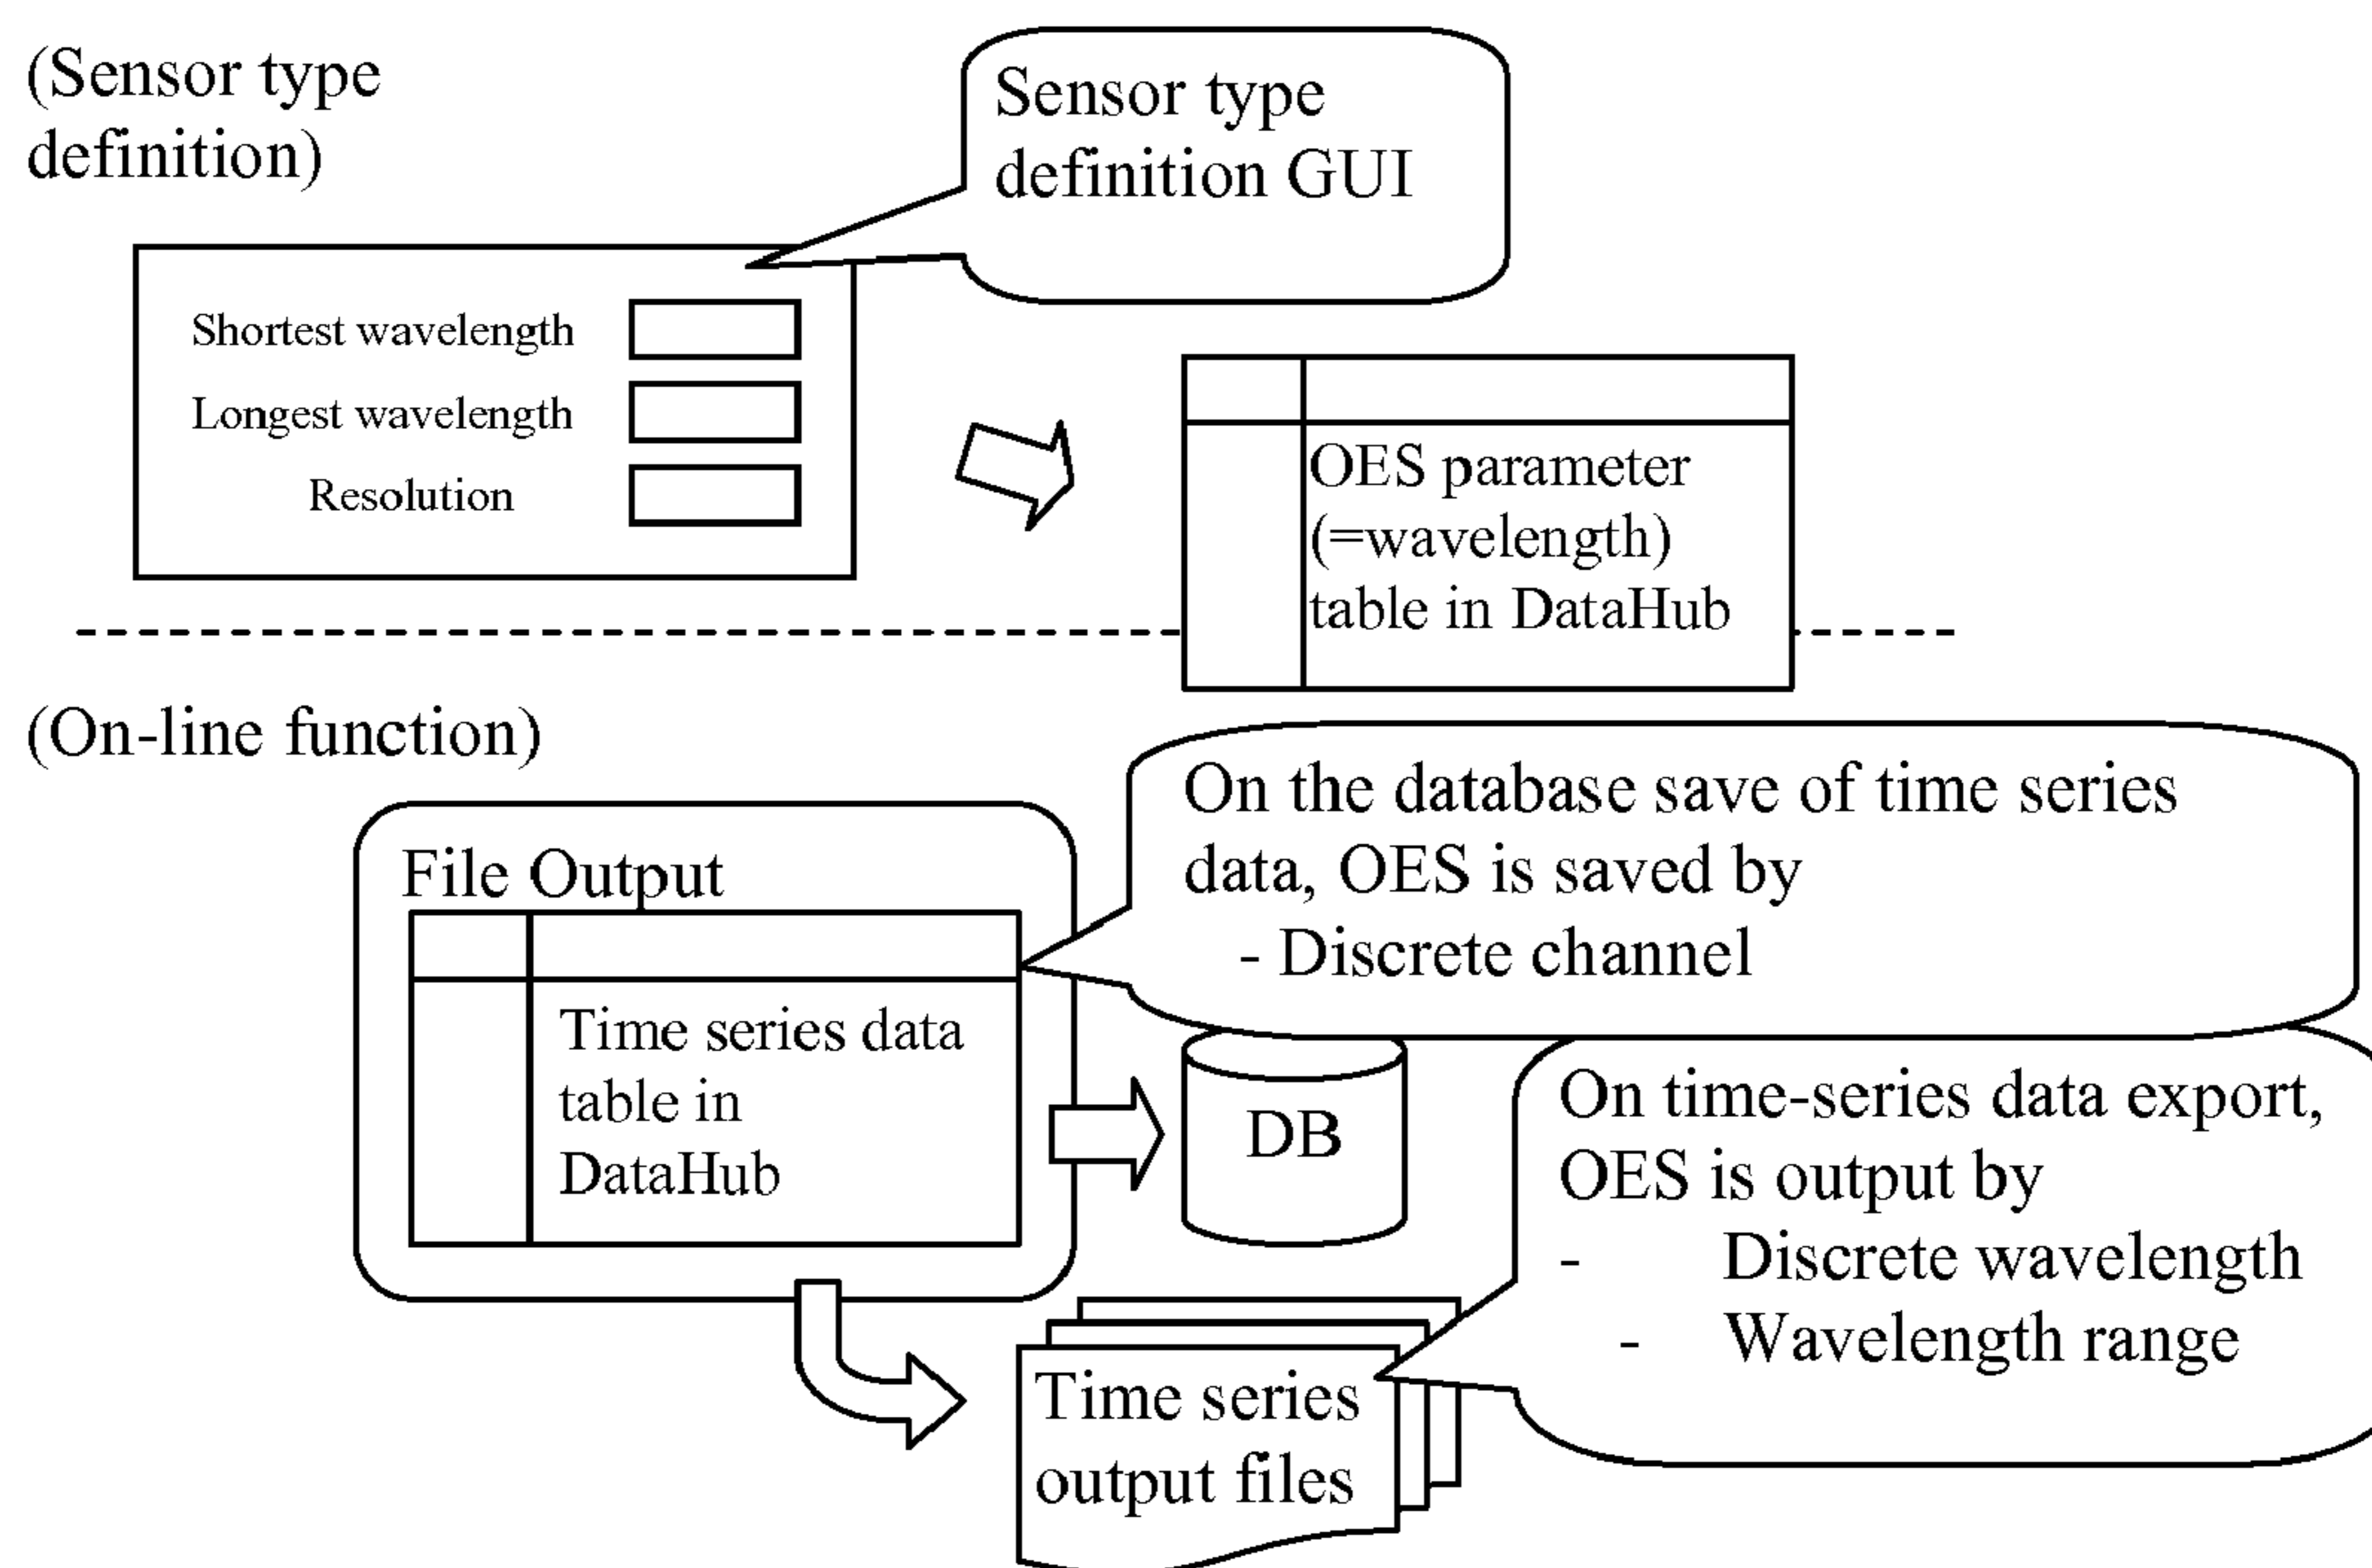 (Sensor type
definition)
Sensor type
definition GUI
Shortest wavelength
Longest wavelength
Resolution
OES parameter
(=wavelength)
table in DataHub
(On-line function)
On the database save of time series
data, OES is saved by
- Discrete channel
File Output
Time series data
table in
DataHub
DB
On time-series data export,
OES is output by
- Discrete wavelength
- Wavelength range
Time series
output files